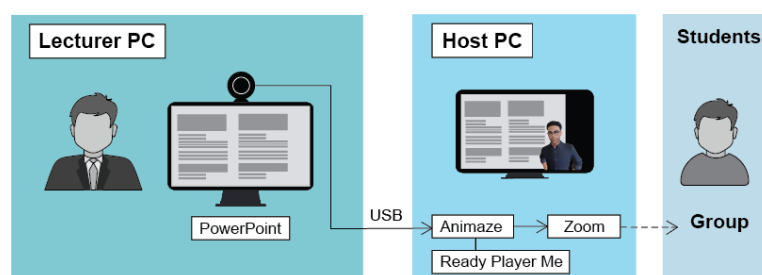 Lecturer PC
Host PC
Students
PowerPoint
USB
Animaze
Zoom
Group
Ready Player Me